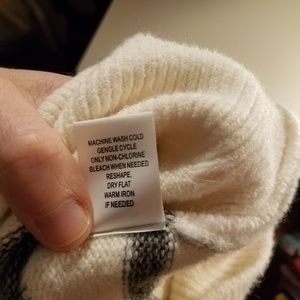 MACHINE WASH COLD
GENGLE CYCLE
ONLY NON-CHLORINE
BLEACH WHEN NEEDED
RESHAPE.
DRY FLAT
WARM IRON
IF NEEDED